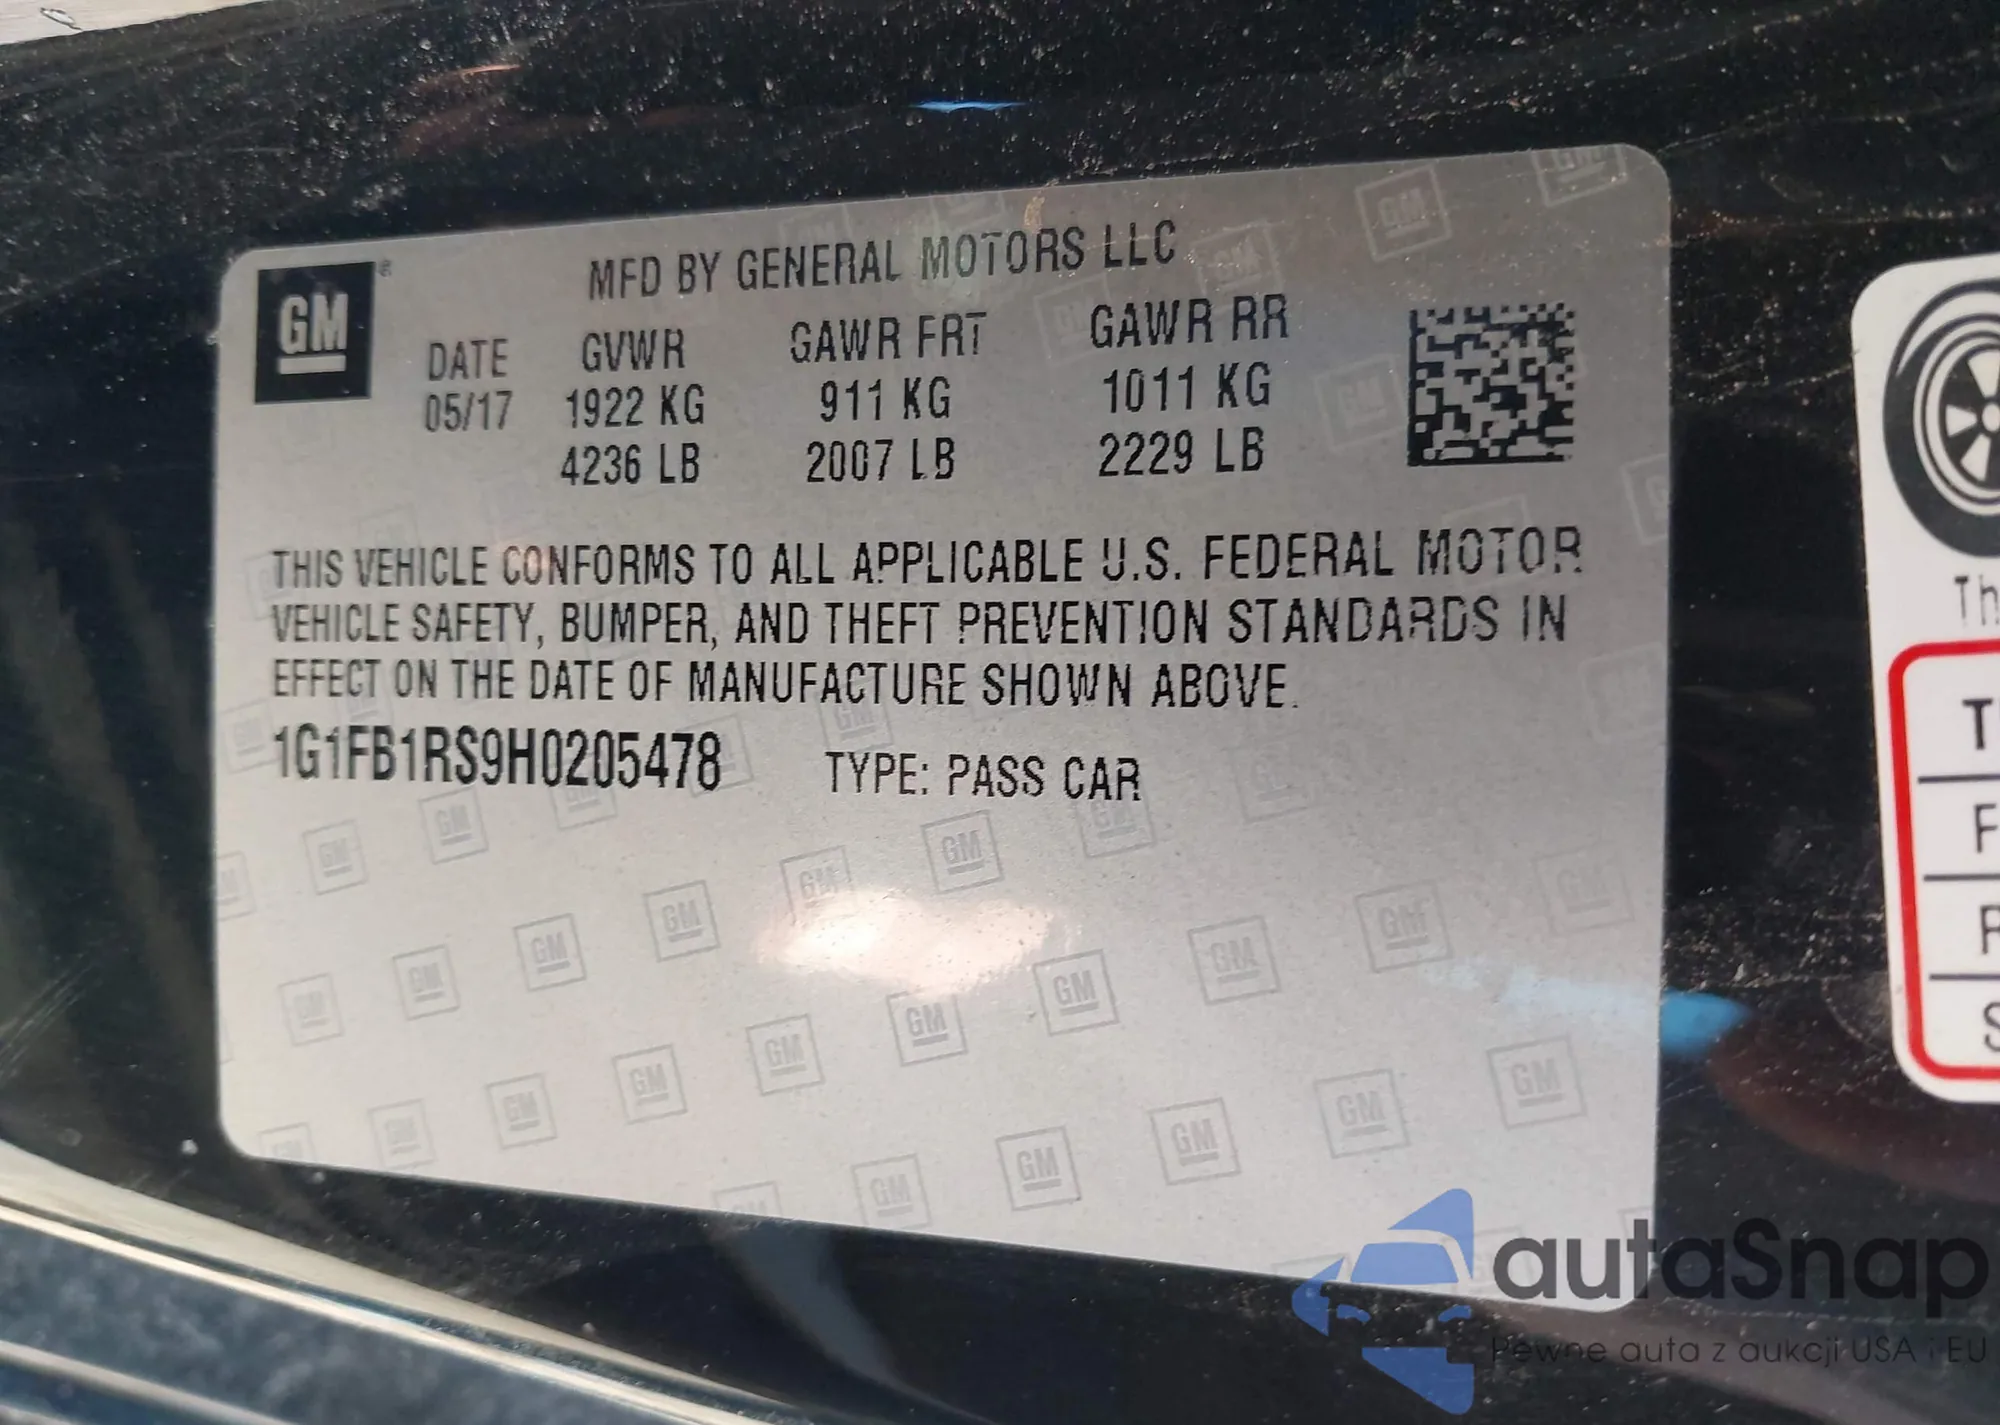 GM
MFD BY GENERAL MOTORS LLC
DATE GVWR GAWR FRT GAWR RR
05/17 1922 KG 911 KG 1011 KG
4236 LB 2007 LB 2229 LB
THIS VEHICLE CONFORMS TO ALL APPLICABLE U.S. FEDERAL MOTOR
VEHICLE SAFETY, BUMPER, AND THEFT PREVENTION STANDARDS IN
EFFECT ON THE DATE OF MANUFACTURE SHOWN ABOVE.
1G1FB1RS9H0205478 TYPE: PASS CAR
autaSnap
Pewne auta z aukcji USA i EU